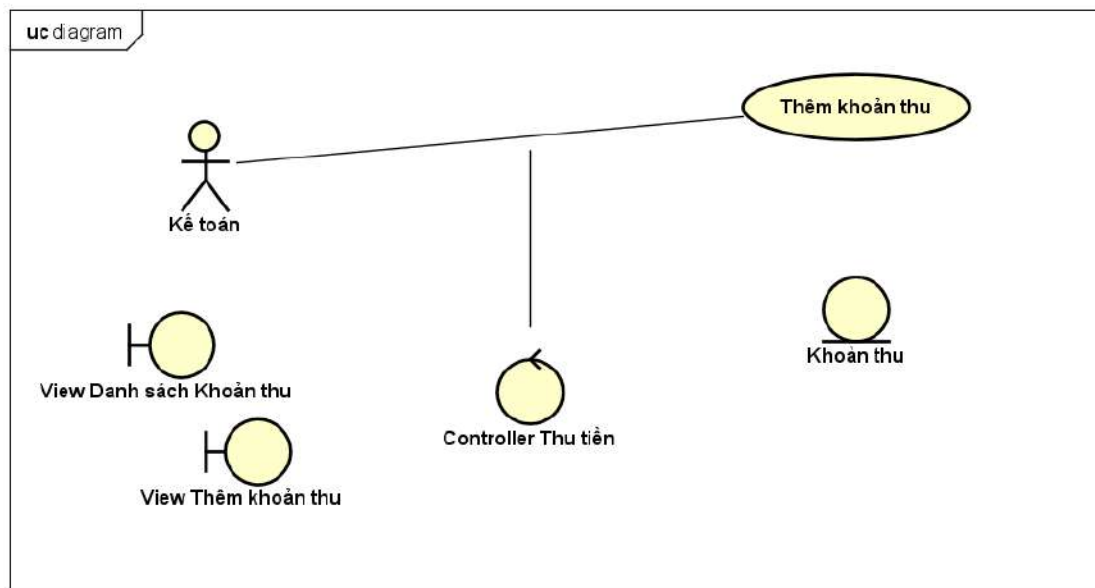 uc diagram
Thêm khoản thu
Kế toán
Khoản thu
View Danh sách Khoản thu
Controller Thu tiền
View Thêm khoản thu